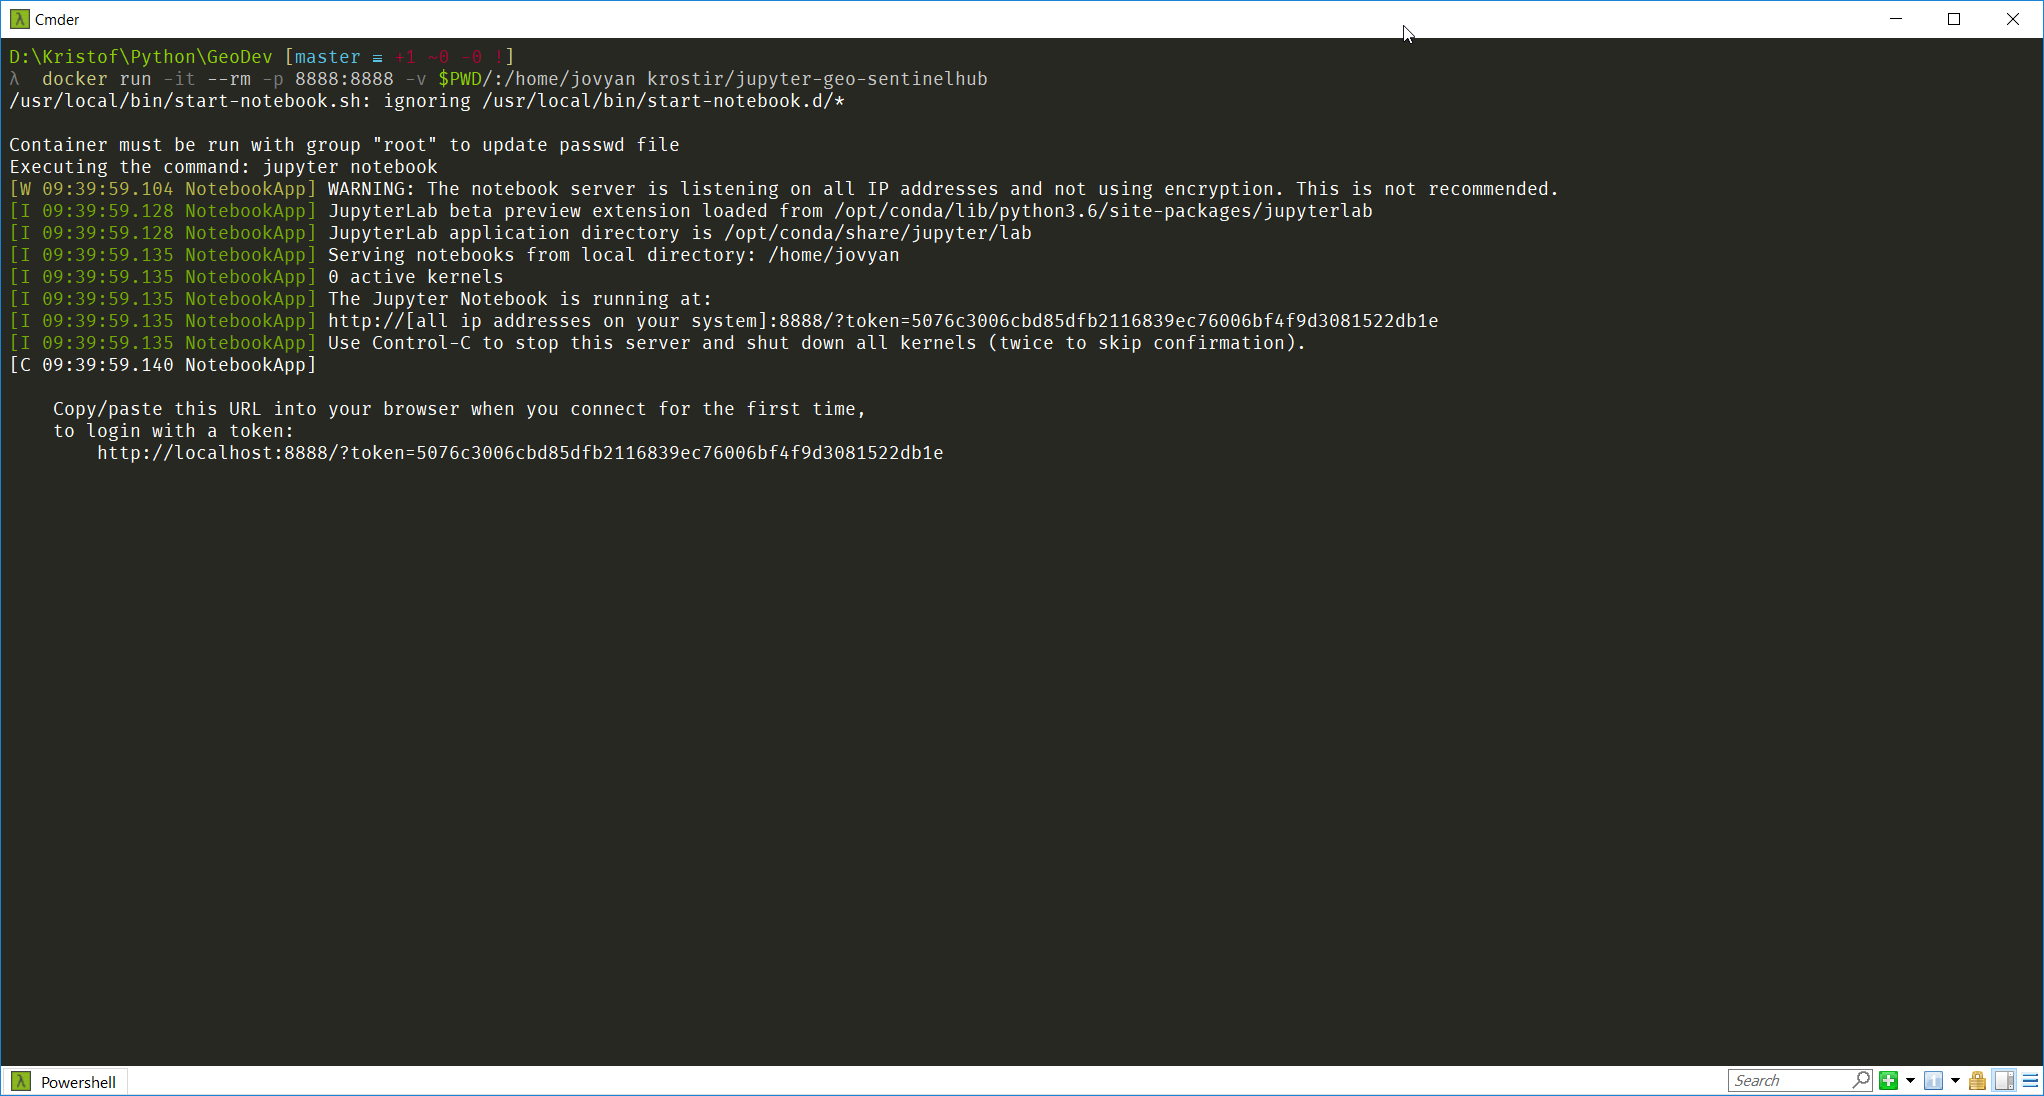 Cmder
D:\Kristof\Python\GeoDev [master ≡ +1 ~0 -0 !]
λ  docker run -it --rm -p 8888:8888 -v $PWD/:/home/jovyan krostir/jupyter-geo-sentinelhub
/usr/local/bin/start-notebook.sh: ignoring /usr/local/bin/start-notebook.d/*
Container must be run with group "root" to update passwd file
Executing the command: jupyter notebook
[W 09:39:59.104 NotebookApp] WARNING: The notebook server is listening on all IP addresses and not using encryption. This is not recommended.
[I 09:39:59.128 NotebookApp] JupyterLab beta preview extension loaded from /opt/conda/lib/python3.6/site-packages/jupyterlab
[I 09:39:59.128 NotebookApp] JupyterLab application directory is /opt/conda/share/jupyter/lab
[I 09:39:59.135 NotebookApp] Serving notebooks from local directory: /home/jovyan
[I 09:39:59.135 NotebookApp] 0 active kernels
[I 09:39:59.135 NotebookApp] The Jupyter Notebook is running at:
[I 09:39:59.135 NotebookApp] http://[all ip addresses on your system]:8888/?token=5076c3006cbd85dfb2116839ec76006bf4f9d3081522db1e
[I 09:39:59.135 NotebookApp] Use Control-C to stop this server and shut down all kernels (twice to skip confirmation).
[C 09:39:59.140 NotebookApp]
    Copy/paste this URL into your browser when you connect for the first time,
    to login with a token:
        http://localhost:8888/?token=5076c3006cbd85dfb2116839ec76006bf4f9d3081522db1e
λ Powershell
Search